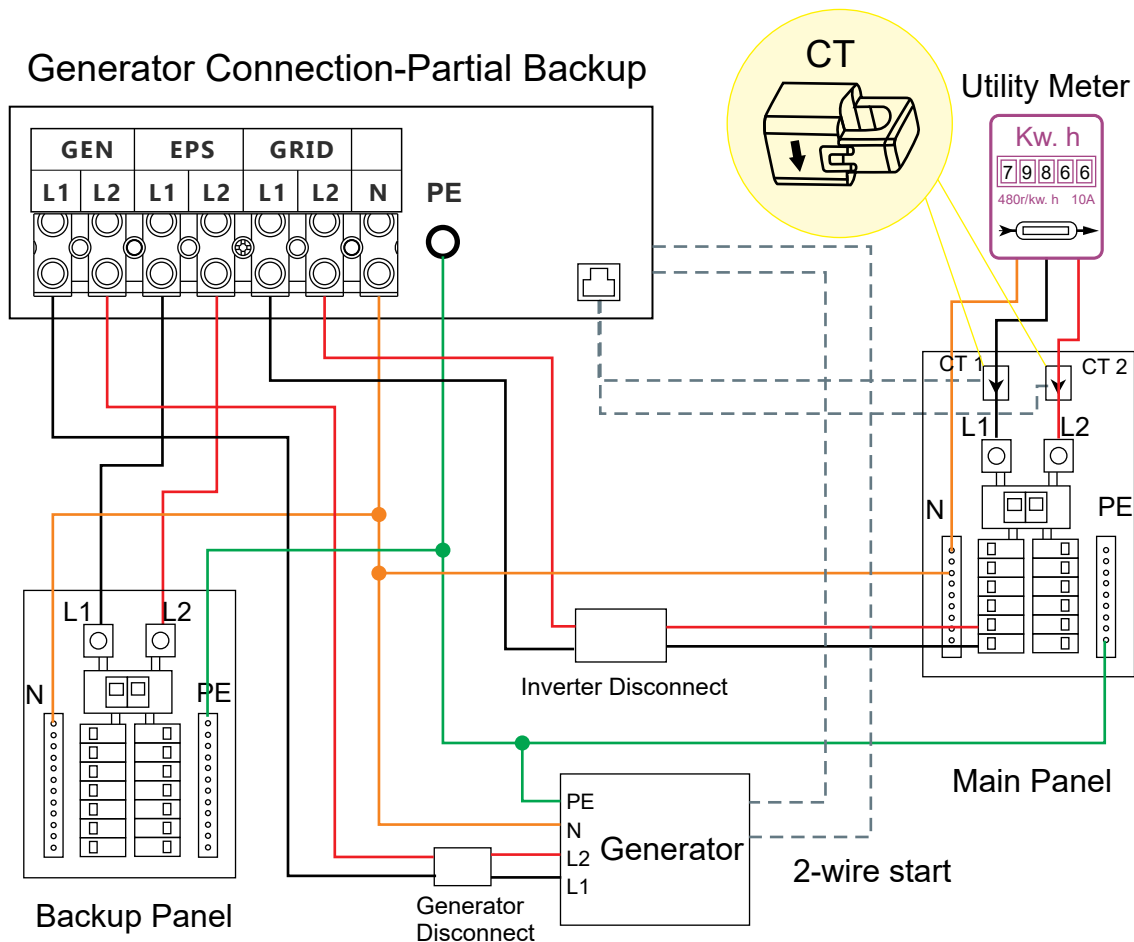 Generator Connection-Partial Backup
CT
Utility Meter
Kw. h
79866
480r/kw. h 10A
GEN EPS GRID
L1 L2 L1 L2 L1 L2 N PE
CT 1 CT 2
L1 L2
N PE
L1 L2
N PE
Inverter Disconnect
Main Panel
PE
N
L2
L1
Generator
2-wire start
Backup Panel
Generator
Disconnect